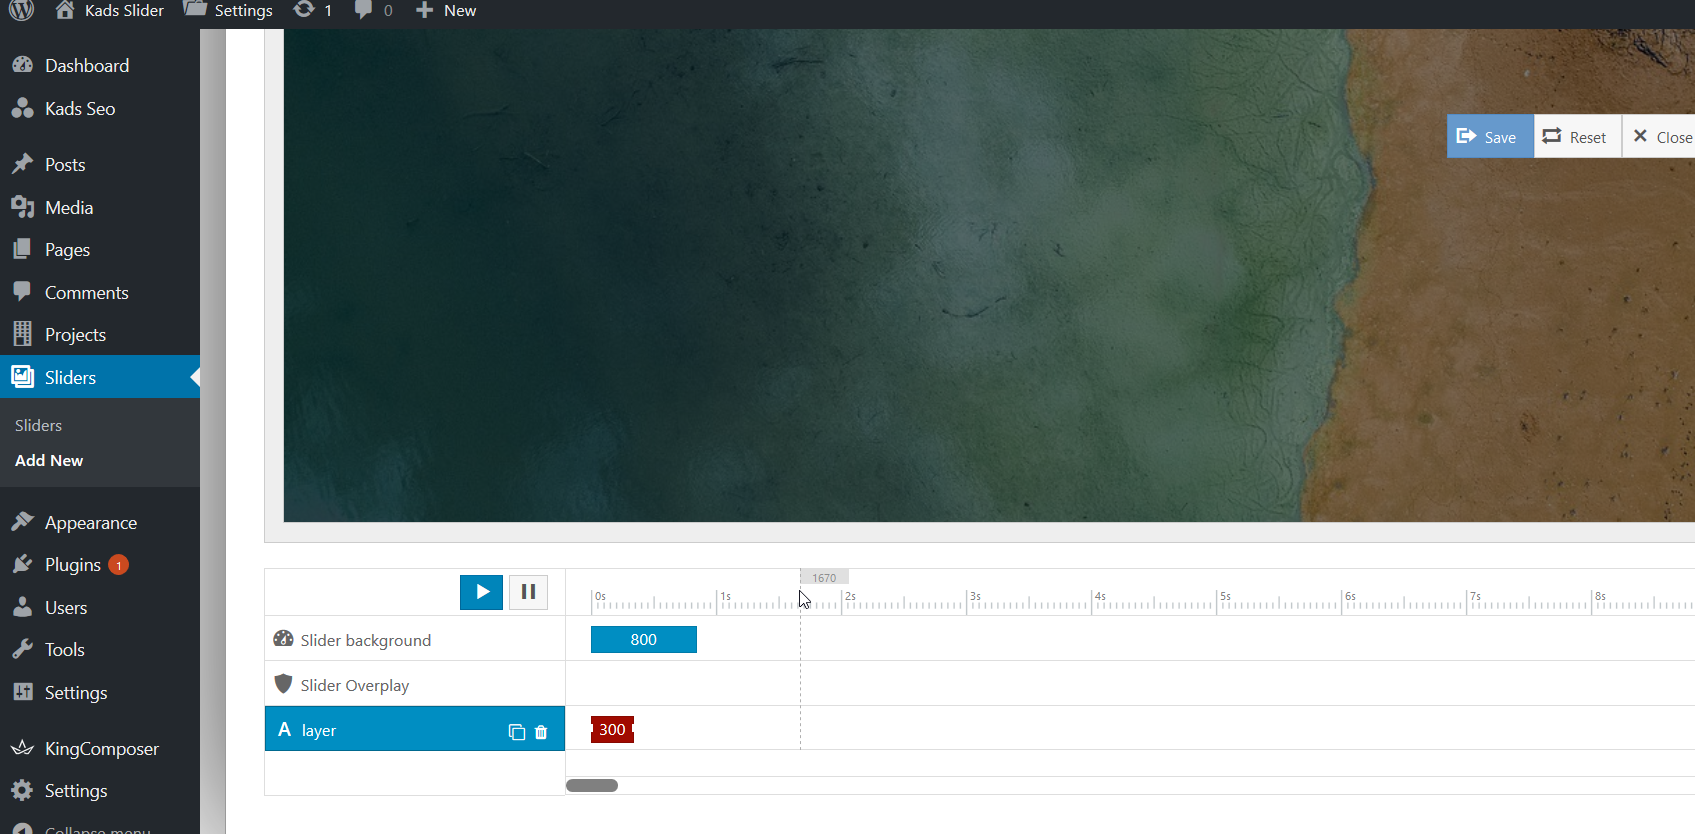 Kads Slider Settings 1 0 New
Dashboard
Kads Seo
Posts
Media
Pages
Comments
Projects
Sliders
Sliders
Add New
Appearance
Plugins 1
Users
Tools
Settings
KingComposer
Settings
Collapse menu
Save Reset Close
1670
0s 1s 2s 3s 4s 5s 6s 7s 8s
Slider background 800
Slider Overplay
A layer 300